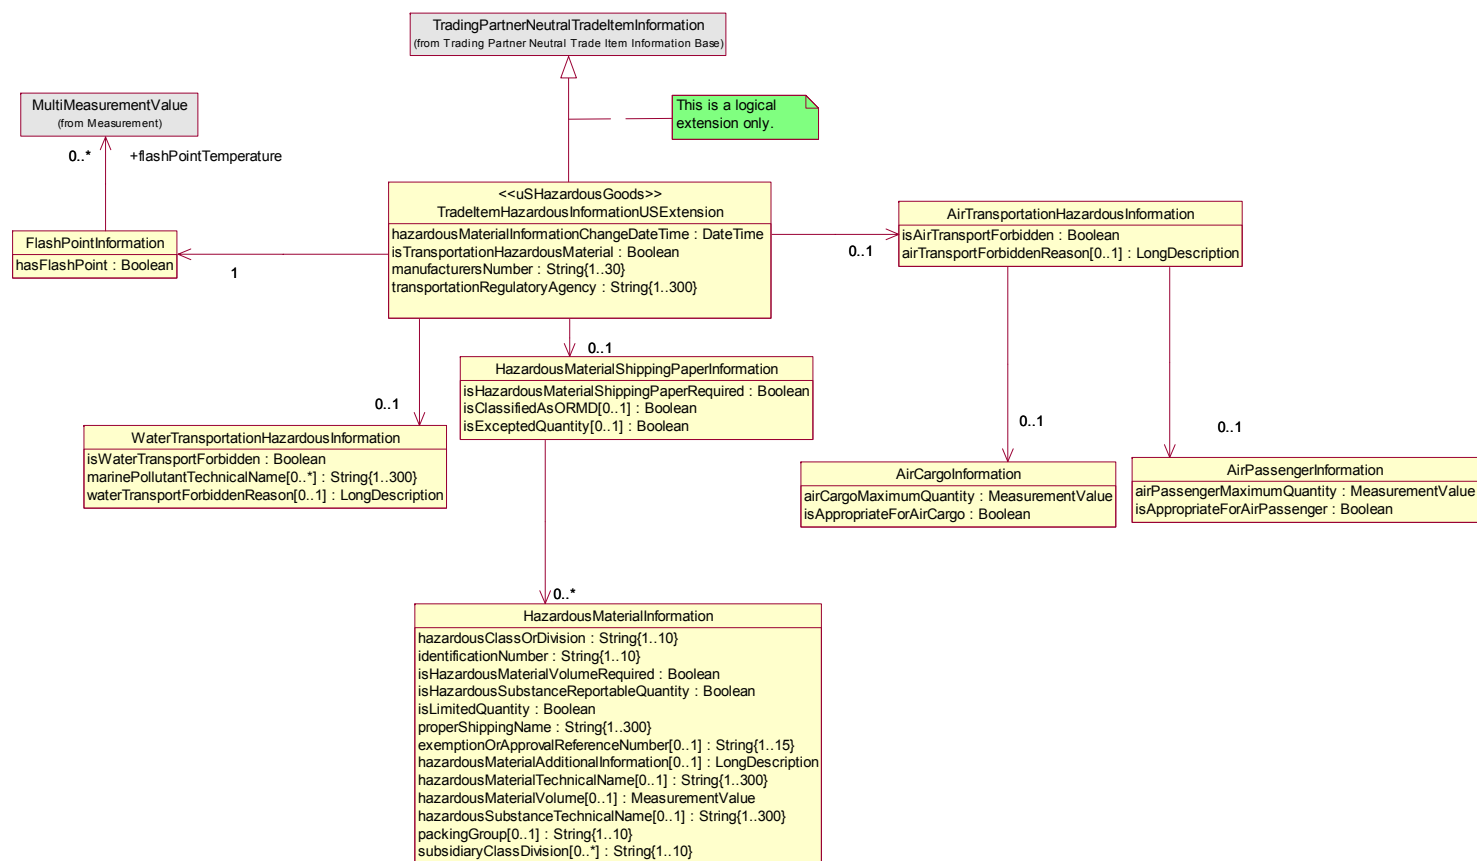 TradingPartnerNeutralTradeItemInformation
(from Trading Partner Neutral Trade Item Information Base)
MultiMeasurementValue
(from Measurement)
This is a logical
extension only.
0..*
+flashPointTemperature
<<uSHazardousGoods>>
TradeItemHazardousInformationUSExtension
hazardousMaterialInformationChangeDateTime : DateTime
isTransportationHazardousMaterial : Boolean
manufacturersNumber : String{1..30}
transportationRegulatoryAgency : String{1..300}
FlashPointInformation
hasFlashPoint : Boolean
1
AirTransportationHazardousInformation
isAirTransportForbidden : Boolean
airTransportForbiddenReason[0..1] : LongDescription
0..1
0..1
HazardousMaterialShippingPaperInformation
isHazardousMaterialShippingPaperRequired : Boolean
isClassifiedAsORMD[0..1] : Boolean
isExceptedQuantity[0..1] : Boolean
0..1
WaterTransportationHazardousInformation
isWaterTransportForbidden : Boolean
marinePollutantTechnicalName[0..*] : String{1..300}
waterTransportForbiddenReason[0..1] : LongDescription
0..1
0..1
AirCargoInformation
airCargoMaximumQuantity : MeasurementValue
isAppropriateForAirCargo : Boolean
AirPassengerInformation
airPassengerMaximumQuantity : MeasurementValue
isAppropriateForAirPassenger : Boolean
0..*
HazardousMaterialInformation
hazardousClassOrDivision : String{1..10}
identificationNumber : String{1..10}
isHazardousMaterialVolumeRequired : Boolean
isHazardousSubstanceReportableQuantity : Boolean
isLimitedQuantity : Boolean
properShippingName : String{1..300}
exemptionOrApprovalReferenceNumber[0..1] : String{1..15}
hazardousMaterialAdditionalInformation[0..1] : LongDescription
hazardousMaterialTechnicalName[0..1] : String{1..300}
hazardousMaterialVolume[0..1] : MeasurementValue
hazardousSubstanceTechnicalName[0..1] : String{1..300}
packingGroup[0..1] : String{1..10}
subsidiaryClassDivision[0..*] : String{1..10}